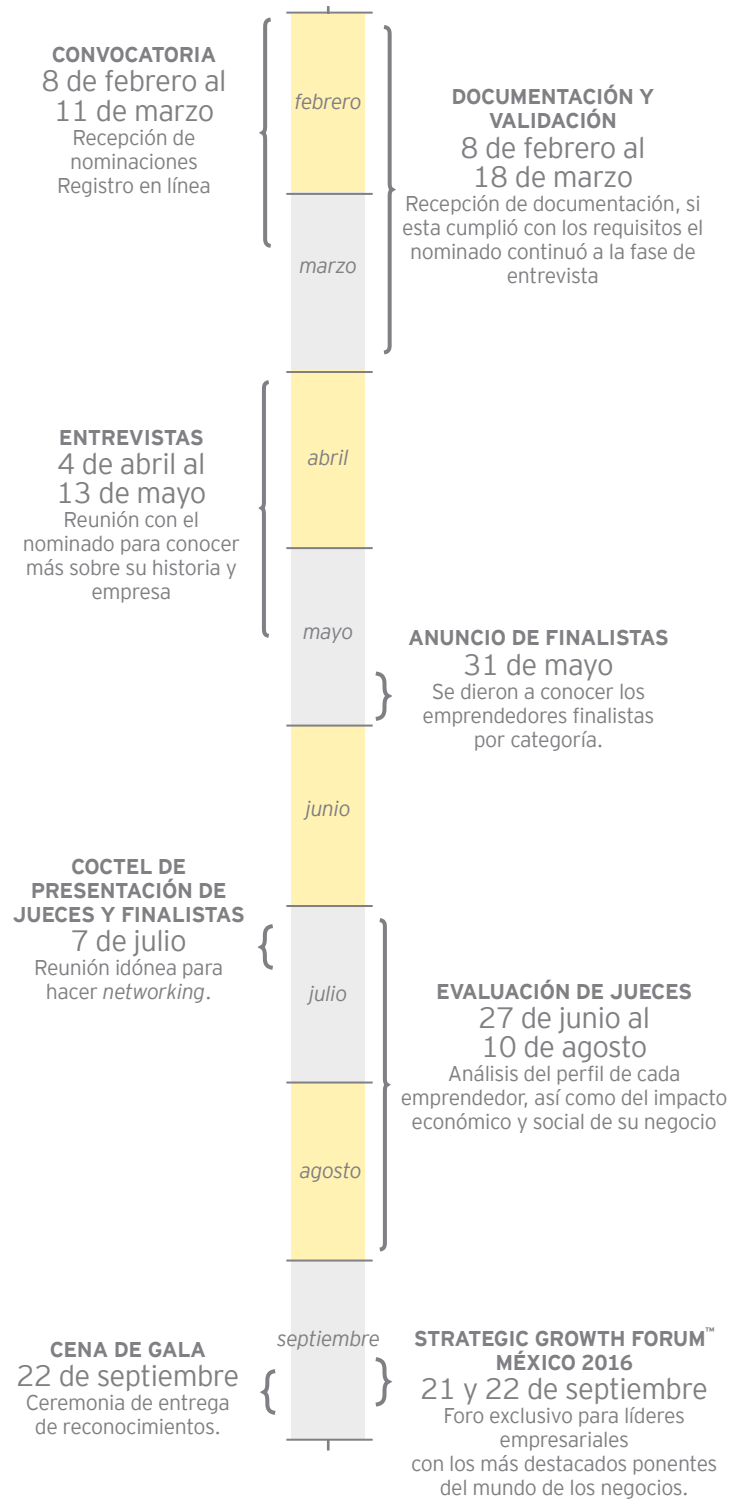 CONVOCATORIA
8 de febrero al
11 de marzo
Recepción de
nominaciones
Registro en línea
febrero
DOCUMENTACIÓN Y
VALIDACIÓN
8 de febrero al
18 de marzo
Recepción de documentación, si
esta cumplió con los requisitos el
nominado continuó a la fase de
entrevista
marzo
ENTREVISTAS
4 de abril al
13 de mayo
Reunión con el
nominado para conocer
más sobre su historia y
empresa
abril
mayo
ANUNCIO DE FINALISTAS
31 de mayo
Se dieron a conocer los
emprendedores finalistas
por categoría.
junio
COCTEL DE
PRESENTACIÓN DE
JUECES Y FINALISTAS
7 de julio
Reunión idónea para
hacer networking.
julio
EVALUACIÓN DE JUECES
27 de junio al
10 de agosto
Análisis del perfil de cada
emprendedor, así como del impacto
económico y social de su negocio
agosto
septiembre
CENA DE GALA
22 de septiembre
Ceremonia de entrega
de reconocimientos.
STRATEGIC GROWTH FORUM™
MÉXICO 2016
21 y 22 de septiembre
Foro exclusivo para líderes
empresariales
con los más destacados ponentes
del mundo de los negocios.